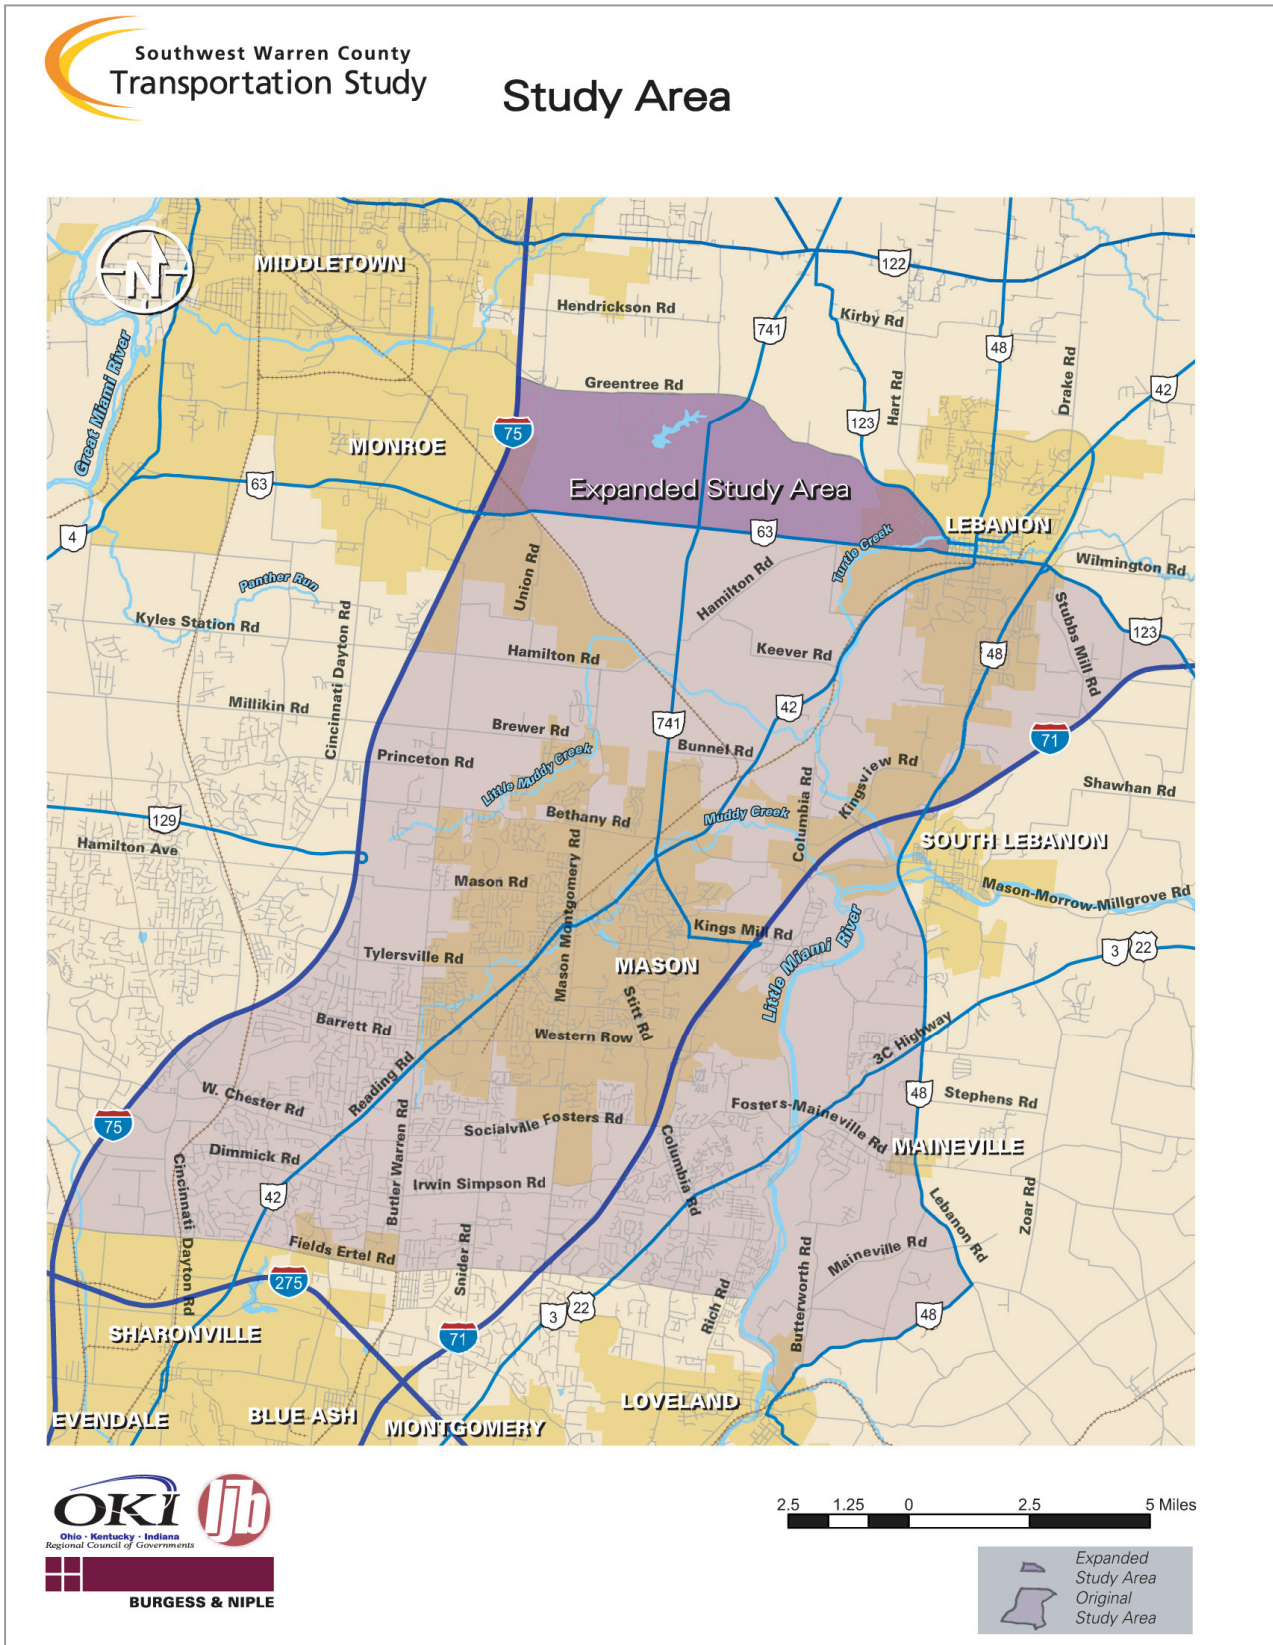 Southwest Warren County
Transportation Study
Study Area
N
MIDDLETOWN
122
Hendrickson Rd
Kirby Rd
741
48
Great Miami River
Drake Rd
Greentree Rd
Hart Rd
42
123
75
MONROE
63
Expanded Study Area
LEBANON
4
63
Turtle Creek
Wilmington Rd
Union Rd
Panther Run
Hamilton Rd
Stubbs Mill Rd
Kyles Station Rd
Cincinnati Dayton Rd
123
Hamilton Rd
Keever Rd
48
Millikin Rd
42
Brewer Rd
741
Bunnel Rd
71
Princeton Rd
Little Muddy Creek
Kingsview Rd
Shawhan Rd
Columbia Rd
129
Bethany Rd
Muddy Creek
Hamilton Ave
SOUTH LEBANON
Mason Rd
Mason Montgomery Rd
Mason-Morrow-Millgrove Rd
Kings Mill Rd
Little Miami River
3
22
Tylersville Rd
MASON
Stitt Rd
Barrett Rd
Western Row
3C Highway
Reading Rd
W. Chester Rd
48
Stephens Rd
75
Butler Warren Rd
Socialville Fosters Rd
Fosters-Maineville Rd
MAINEVILLE
Dimmick Rd
Columbia Rd
Cincinnati Dayton Rd
42
Irwin Simpson Rd
Lebanon Rd
Zoar Rd
Fields Ertel Rd
Snider Rd
Maineville Rd
275
Butterworth Rd
Rich Rd
3
22
48
SHARONVILLE
71
LOVELAND
EVENDALE
BLUE ASH
MONTGOMERY
OKI
Ohio · Kentucky · Indiana
Regional Council of Governments
ljb
BURGESS & NIPLE
2.5 1.25 0 2.5 5 Miles
Expanded
Study Area
Original
Study Area